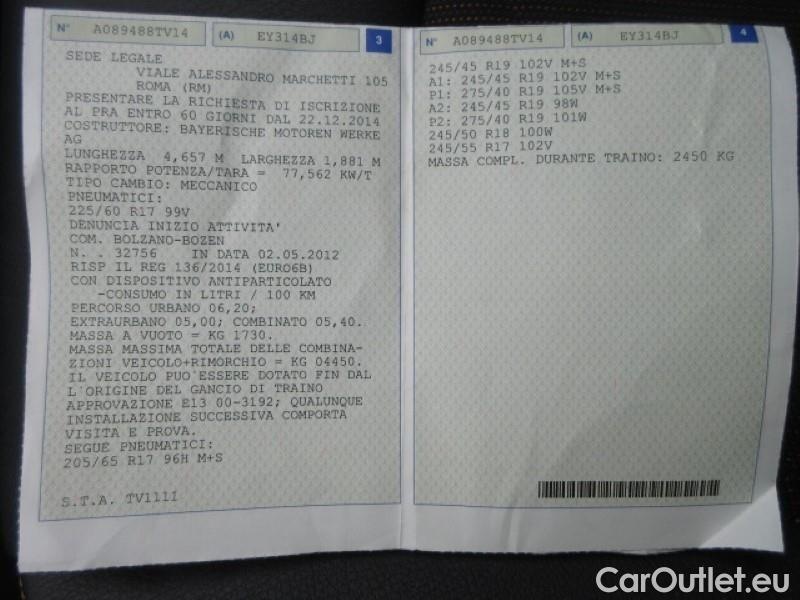 N° A089488TV14 (A) EY314BJ 3
SEDE LEGALE
VIALE ALESSANDRO MARCHETTI 105
ROMA (RM)
PRESENTARE LA RICHIESTA DI ISCRIZIONE
AL PRA ENTRO 60 GIORNI DAL 22.12.2014
COSTRUTTORE: BAYERISCHE MOTOREN WERKE
AG
LUNGHEZZA 4,657 M LARGHEZZA 1,881 M
RAPPORTO POTENZA/TARA = 77,562 KW/T
TIPO CAMBIO: MECCANICO
PNEUMATICI:
225/60 R17 99V
DENUNCIA INIZIO ATTIVITA'
COM. BOLZANO-BOZEN
N. . 32756 IN DATA 02.05.2012
RISP IL REG 136/2014 (EURO6B)
CON DISPOSITIVO ANTIPARTICOLATO
-CONSUMO IN LITRI / 100 KM
PERCORSO URBANO 06,20;
EXTRAURBANO 05,00; COMBINATO 05,40.
MASSA A VUOTO = KG 1730.
MASSA MASSIMA TOTALE DELLE COMBINA-
ZIONI VEICOLO+RIMORCHIO = KG 04450.
IL VEICOLO PUO'ESSERE DOTATO FIN DAL
L'ORIGINE DEL GANCIO DI TRAINO
APPROVAZIONE E13 00-3192; QUALUNQUE
INSTALLAZIONE SUCCESSIVA COMPORTA
VISITA E PROVA.
SEGUE PNEUMATICI:
205/65 R17 96H M+S
S.T.A. TV1111
N° A089488TV14 (A) EY314BJ 4
245/45 R19 102V M+S
A1: 245/45 R19 102V M+S
P1: 275/40 R19 105V M+S
A2: 245/45 R19 98W
P2: 275/40 R19 101W
245/50 R18 100W
245/55 R17 102V
MASSA COMPL. DURANTE TRAINO: 2450 KG
CarOutlet.eu